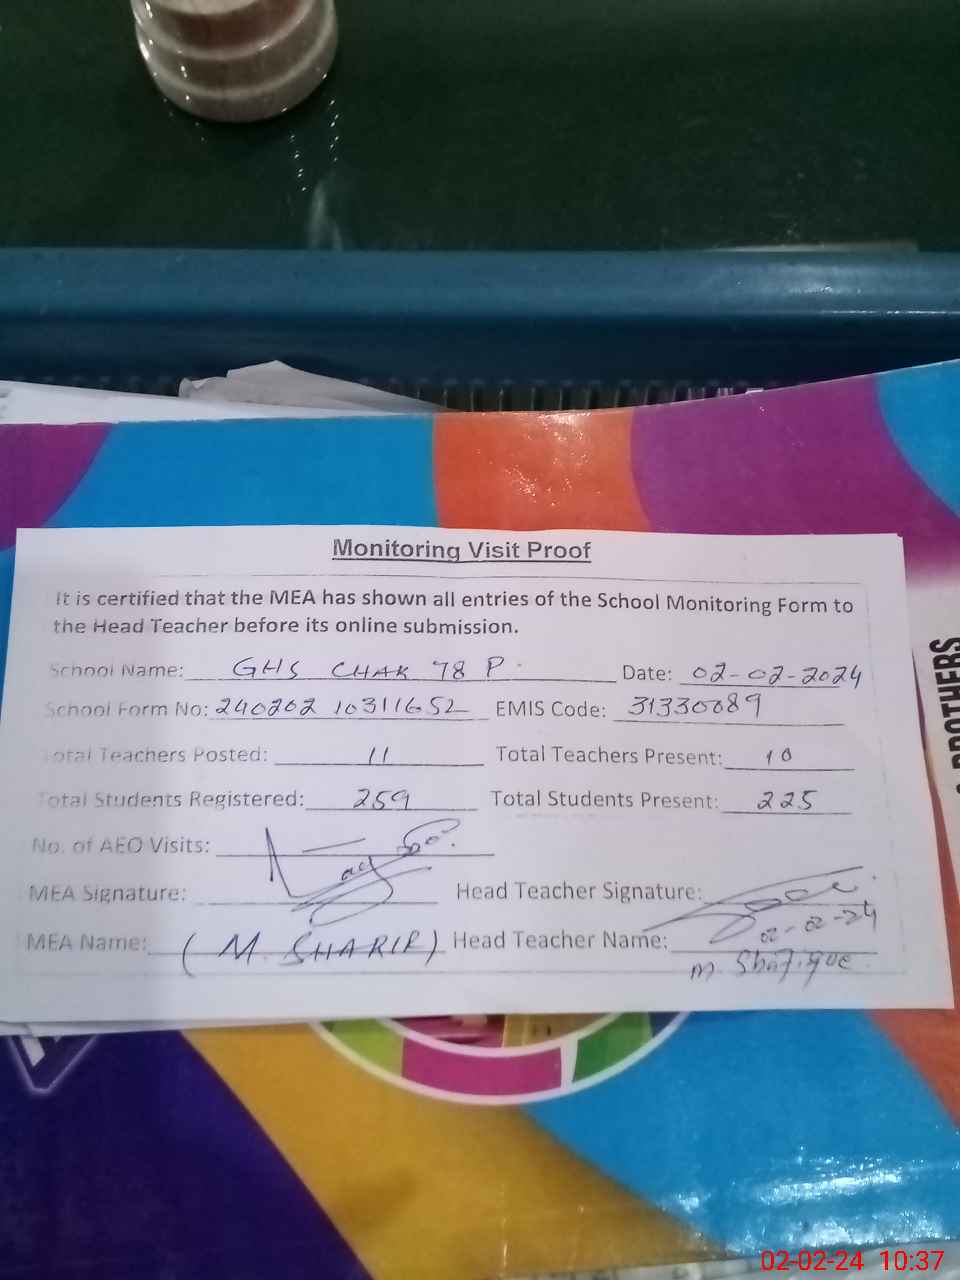 Monitoring Visit Proof
It is certified that the MEA has shown all entries of the School Monitoring Form to
the Head Teacher before its online submission.
School Name: GHS CHAK 78 P. Date: 02-02-2024
School Form No: 240202 10311652 EMIS Code: 31330089
Total Teachers Posted: 11 Total Teachers Present: 10
Total Students Registered: 259 Total Students Present: 225
No. of AEO Visits:
MEA Signature: Head Teacher Signature:
02-02-24
MEA Name: (M. SHARIF) Head Teacher Name:
M. Shafique
BROTHERS
02-02-24 10:37